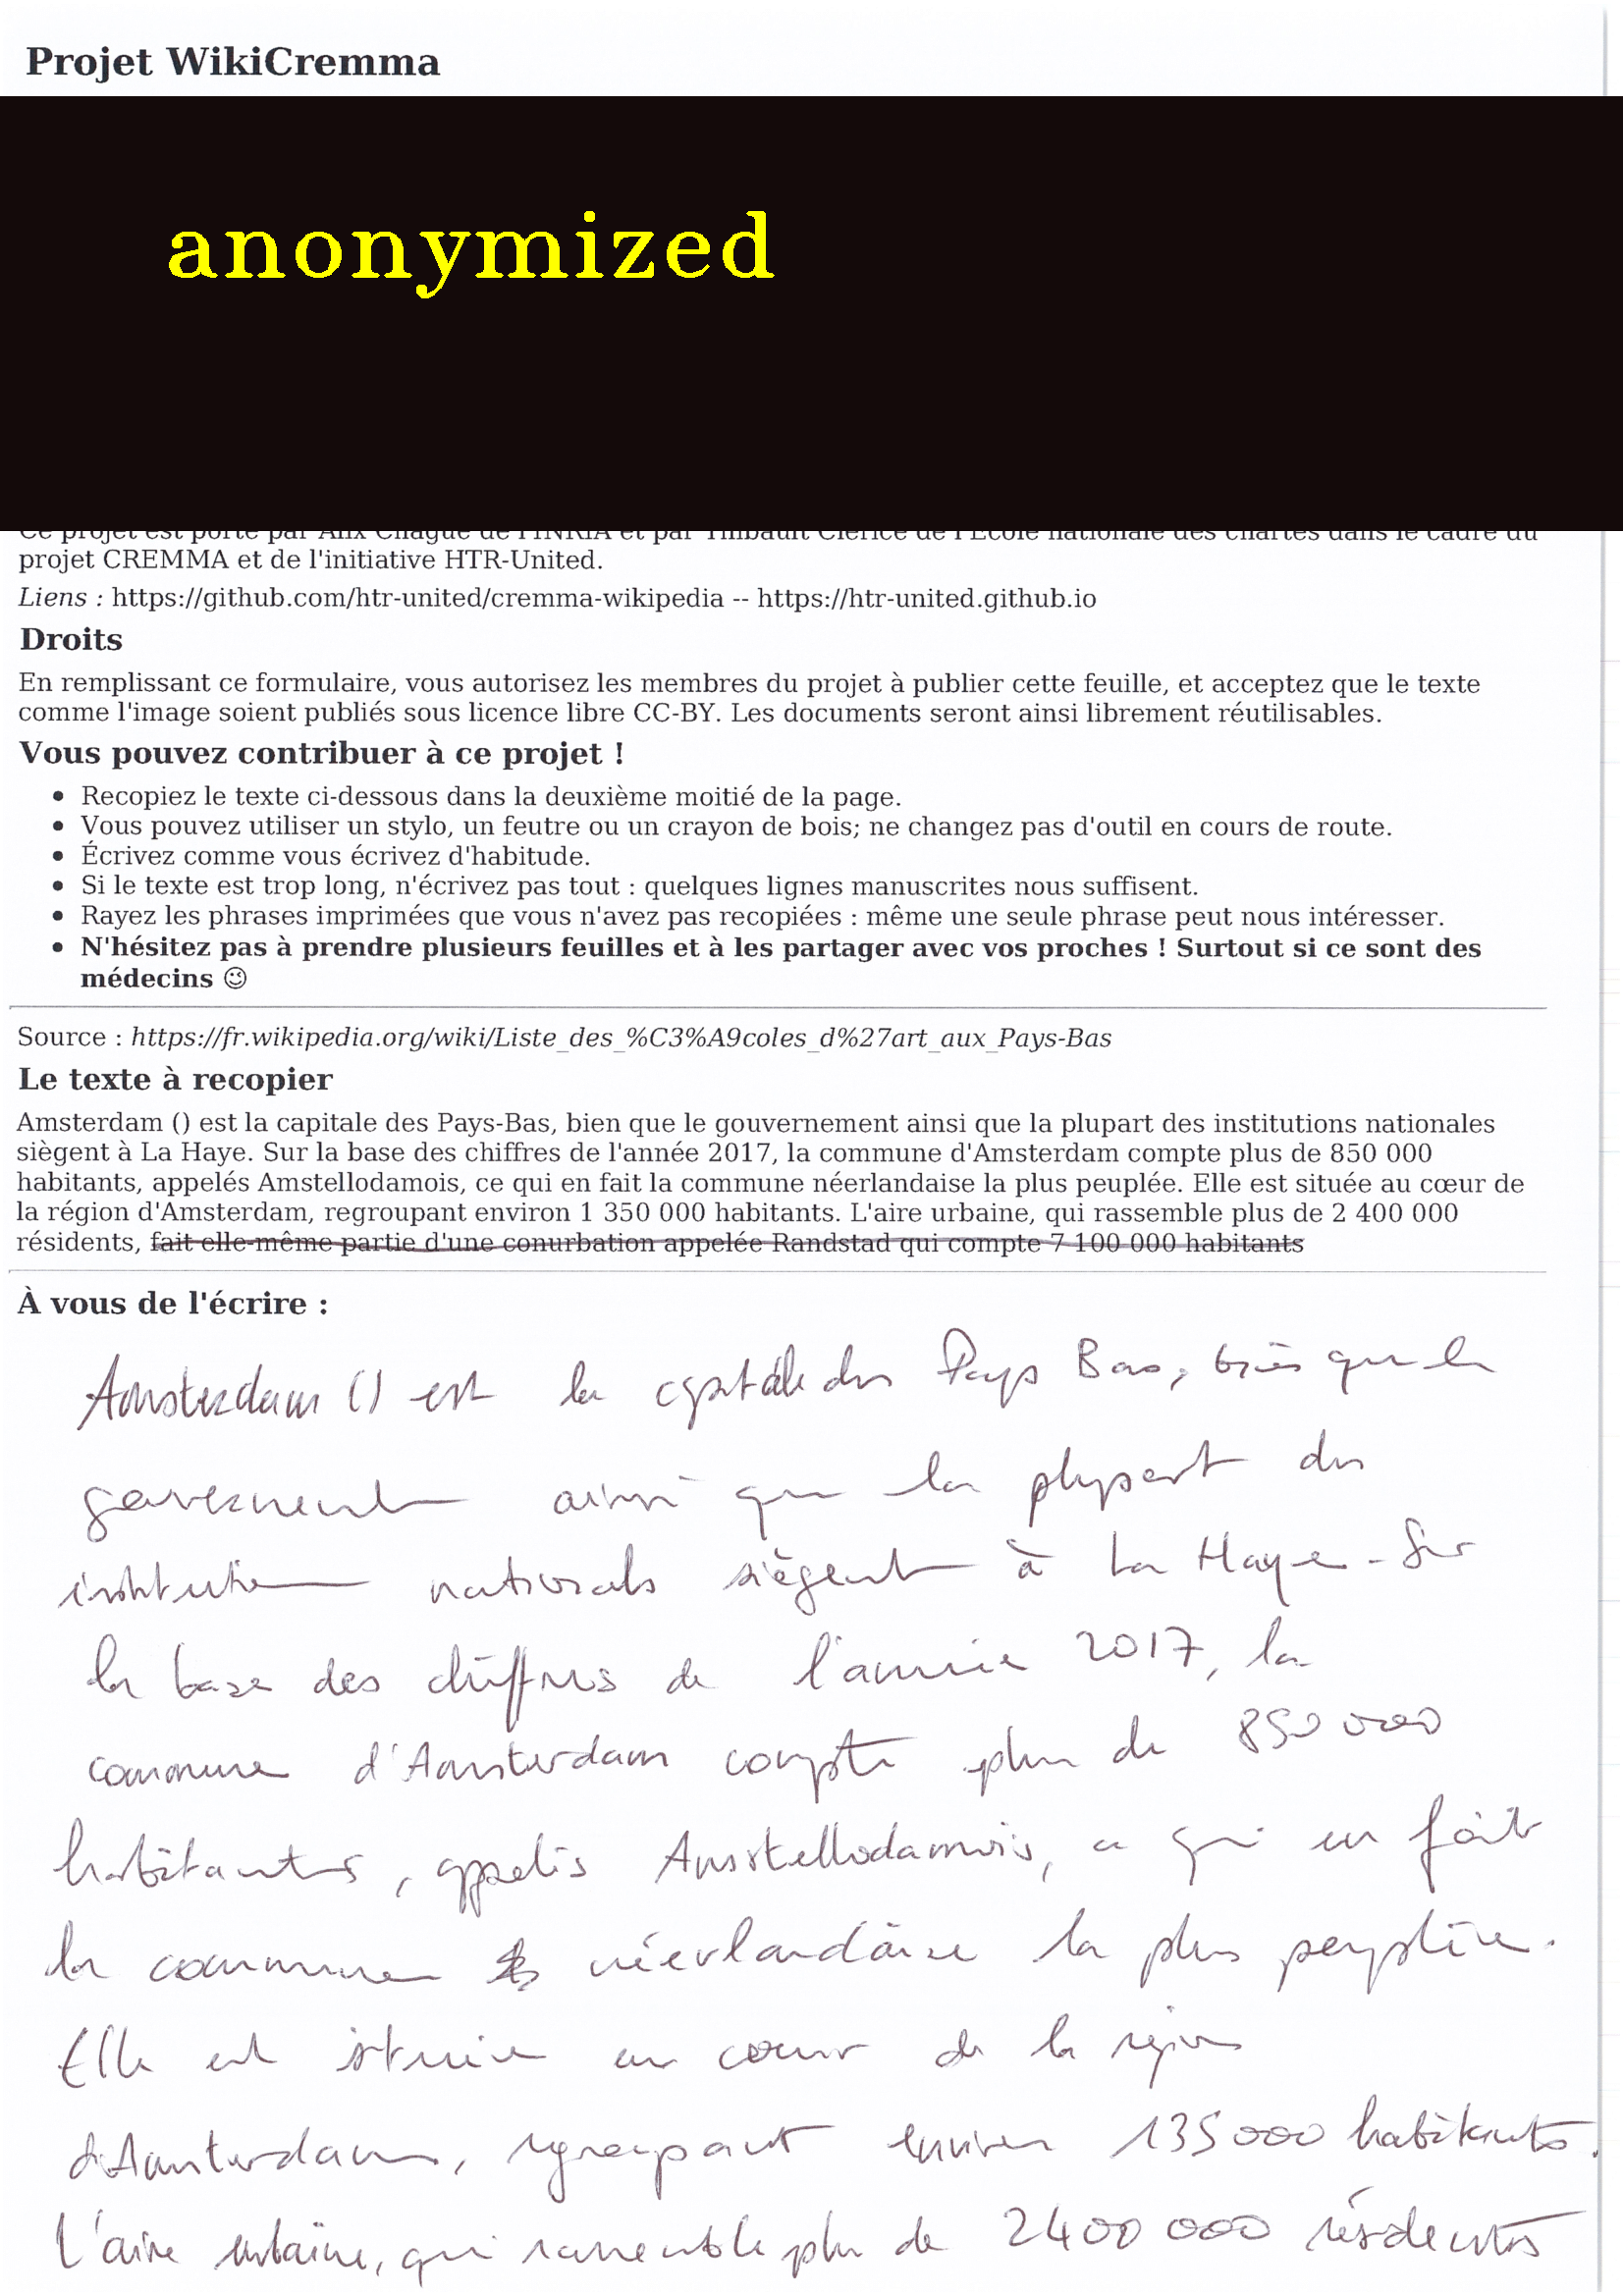 Projet WikiCremma
anonymized
Ce projet est porté par Alix Chagué de l'INRIA et par Thibault Clérice de l'École nationale des chartes dans le cadre du
projet CREMMA et de l'initiative HTR-United.
Liens : https://github.com/htr-united/cremma-wikipedia -- https://htr-united.github.io
Droits
En remplissant ce formulaire, vous autorisez les membres du projet à publier cette feuille, et acceptez que le texte
comme l'image soient publiés sous licence libre CC-BY. Les documents seront ainsi librement réutilisables.
Vous pouvez contribuer à ce projet !
• Recopiez le texte ci-dessous dans la deuxième moitié de la page.
• Vous pouvez utiliser un stylo, un feutre ou un crayon de bois; ne changez pas d'outil en cours de route.
• Écrivez comme vous écrivez d'habitude.
• Si le texte est trop long, n'écrivez pas tout : quelques lignes manuscrites nous suffisent.
• Rayez les phrases imprimées que vous n'avez pas recopiées : même une seule phrase peut nous intéresser.
• N'hésitez pas à prendre plusieurs feuilles et à les partager avec vos proches ! Surtout si ce sont des
médecins 😉
Source : https://fr.wikipedia.org/wiki/Liste_des_%C3%A9coles_d%27art_aux_Pays-Bas
Le texte à recopier
Amsterdam () est la capitale des Pays-Bas, bien que le gouvernement ainsi que la plupart des institutions nationales
siègent à La Haye. Sur la base des chiffres de l'année 2017, la commune d'Amsterdam compte plus de 850 000
habitants, appelés Amstellodamois, ce qui en fait la commune néerlandaise la plus peuplée. Elle est située au cœur de
la région d'Amsterdam, regroupant environ 1 350 000 habitants. L'aire urbaine, qui rassemble plus de 2 400 000
résidents, fait elle-même partie d'une conurbation appelée Randstad qui compte 7 100 000 habitants
À vous de l'écrire :
Amsterdam () est la capitale des Pays Bas, bien que le
gouvernement ainsi que la plupart des
institution nationals siègent à La Haye. Sur
la base des chiffres de l'année 2017, la
commune d'Amsterdam compte plus de 850 000
habitants, appelés Amstellodamois, ce qui en fait
la commune néerlandaise la plus peuplée.
Elle est située au cœur de la région
d'Amsterdam, regroupant environ 135 000 habitants.
L'aire urbaine, qui rassemble plus de 2400 000 résidents